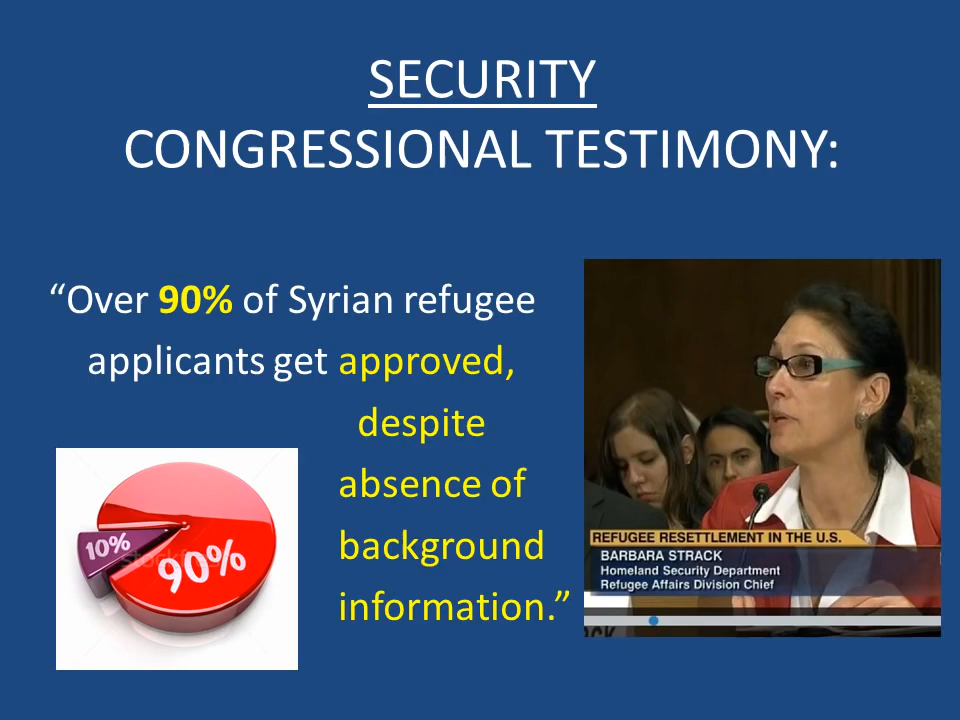 SECURITY
CONGRESSIONAL TESTIMONY:
“Over 90% of Syrian refugee
applicants get approved,
despite
absence of
background
information.”
10%
90%
REFUGEE RESETTLEMENT IN THE U.S.
BARBARA STRACK
Homeland Security Department
Refugee Affairs Division Chief